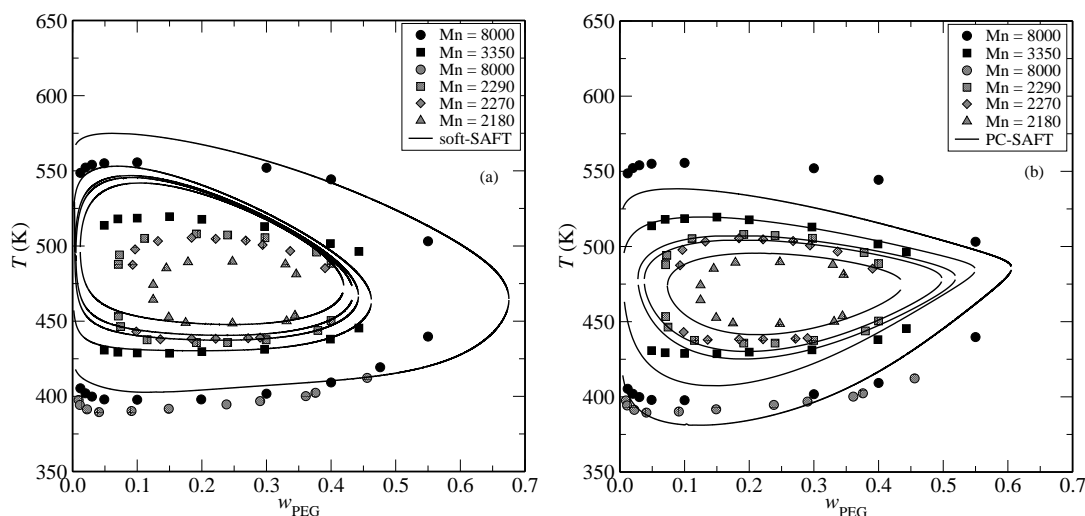 650
600
550
500
450
400
350
T (K)
0.0 0.1 0.2 0.3 0.4 0.5 0.6 0.7
wPEG
Mn = 8000
Mn = 3350
Mn = 8000
Mn = 2290
Mn = 2270
Mn = 2180
soft-SAFT
(a)
650
600
550
500
450
400
350
T (K)
0.0 0.1 0.2 0.3 0.4 0.5 0.6 0.7
wPEG
Mn = 8000
Mn = 3350
Mn = 8000
Mn = 2290
Mn = 2270
Mn = 2180
PC-SAFT
(b)